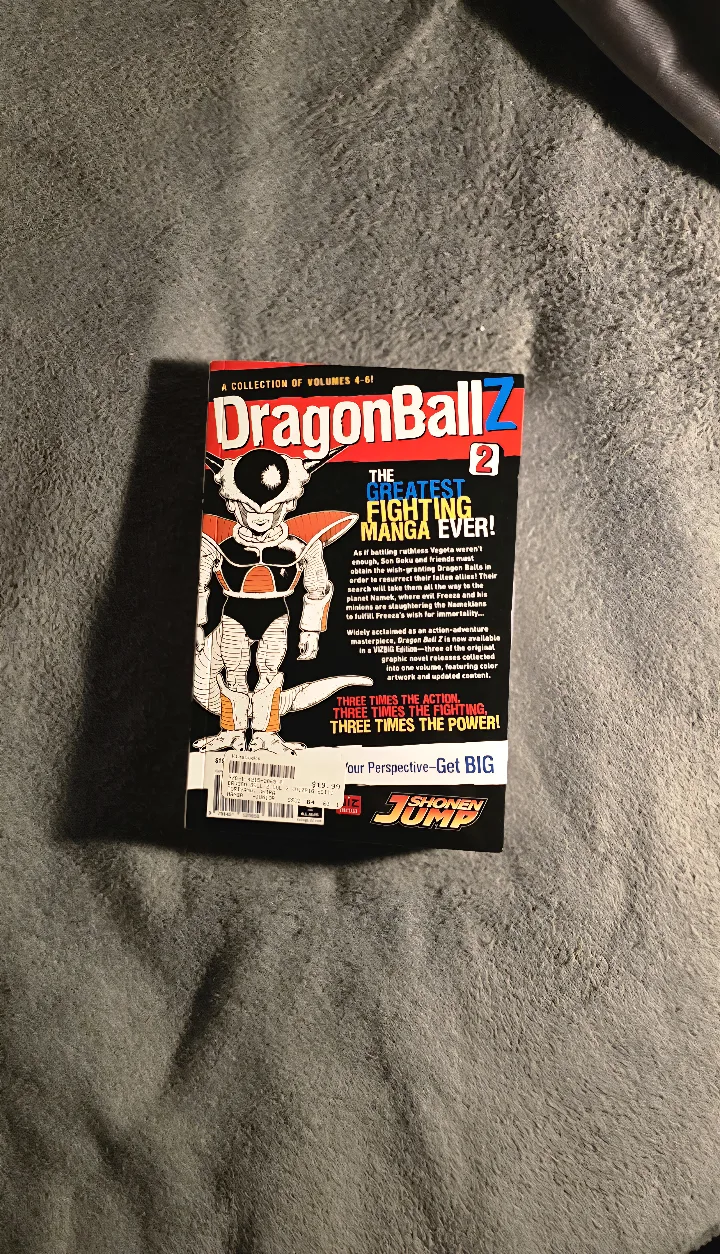 A COLLECTION OF VOLUMES 4-6!
DragonBall Z
2
THE
GREATEST
FIGHTING
MANGA EVER!
As if battling ruthless Vegeta weren't
enough, Son Goku and friends must
obtain the wish-granting Dragon Balls in
order to resurrect their fallen allies! Their
search will take them all the way to the
planet Namek, where evil Freeza and his
minions are slaughtering the Namekians
to fulfill Freeza's wish for immortality...
Widely acclaimed as an action-adventure
masterpiece, Dragon Ball Z is now available
in a VIZBIG Edition—three of the original
graphic novel releases collected
into one volume, featuring color
artwork and updated content.
THREE TIMES THE ACTION,
THREE TIMES THE FIGHTING,
THREE TIMES THE POWER!
Your Perspective—Get BIG
$19.99
SHONEN
JUMP